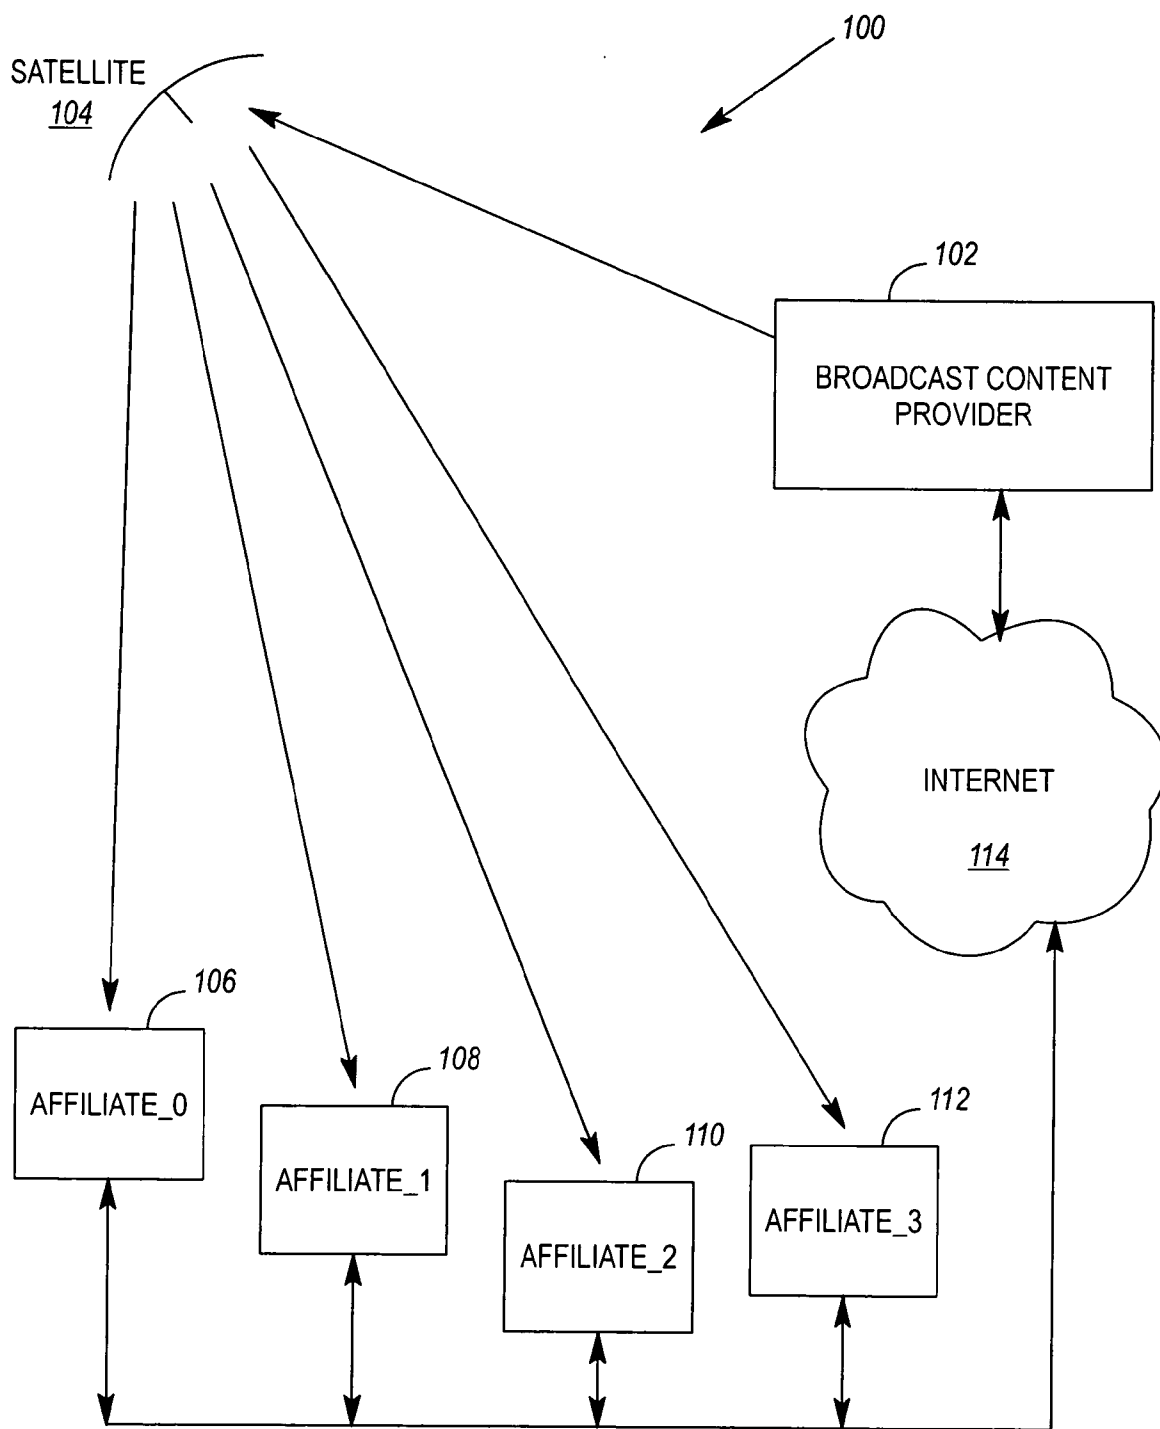 100
SATELLITE
104
102
BROADCAST CONTENT
PROVIDER
INTERNET
114
106
AFFILIATE_0
108
AFFILIATE_1
110
AFFILIATE_2
112
AFFILIATE_3